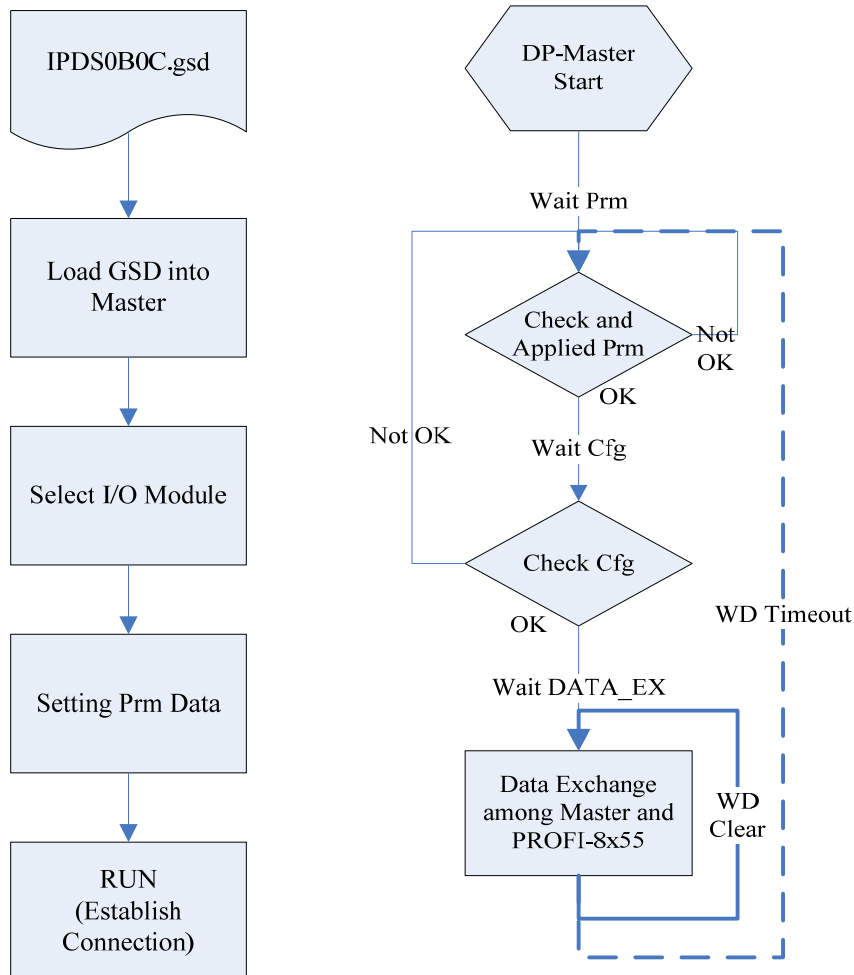 IPDS0B0C.gsd
Load GSD into
Master
Select I/O Module
Setting Prm Data
RUN
(Establish
Connection)
DP-Master
Start
Wait Prm
Check and
Applied Prm
Not
OK
OK
Not OK
Wait Cfg
Check Cfg
OK
WD Timeout
Wait DATA_EX
Data Exchange
among Master and
PROFI-8x55
WD
Clear